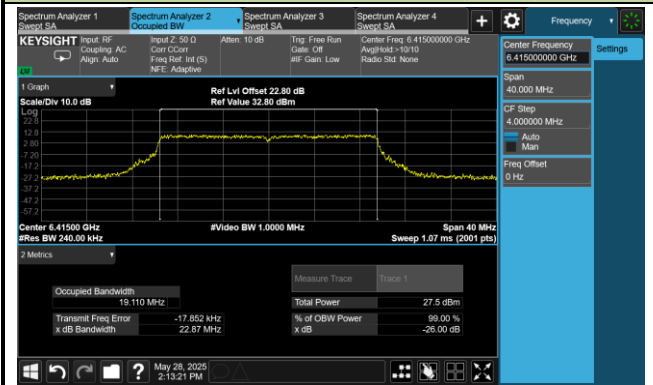 Spectrum Analyzer 1
Swept SA
Spectrum Analyzer 2
Occupied BW
Spectrum Analyzer 3
Swept SA
Spectrum Analyzer 4
Swept SA
+
Frequency
KEYSIGHT
Input: RF
Coupling: AC
Align: Auto
Input Z: 50 Ω
Corr CCorr
Freq Ref: Int (S)
NFE: Adaptive
Atten: 10 dB
Trig: Free Run
Gate: Off
#IF Gain: Low
Center Freq: 6.415000000 GHz
Avg|Hold:>10/10
Radio Std: None
Center Frequency
6.415000000 GHz
Settings
Span
40.000 MHz
CF Step
4.000000 MHz
Auto
Man
Freq Offset
0 Hz
1 Graph
Scale/Div 10.0 dB
Ref Lvl Offset 22.80 dB
Ref Value 32.80 dBm
Log
22.8
12.8
2.80
-7.20
-17.2
-27.2
-37.2
-47.2
-57.2
Center 6.41500 GHz
#Res BW 240.00 kHz
#Video BW 1.0000 MHz
Span 40 MHz
Sweep 1.07 ms (2001 pts)
2 Metrics
Measure Trace
Trace 1
Occupied Bandwidth
19.110 MHz
Total Power
27.5 dBm
Transmit Freq Error
-17.852 kHz
% of OBW Power
99.00 %
x dB Bandwidth
22.87 MHz
x dB
-26.00 dB
?
May 28, 2025
2:13:21 PM